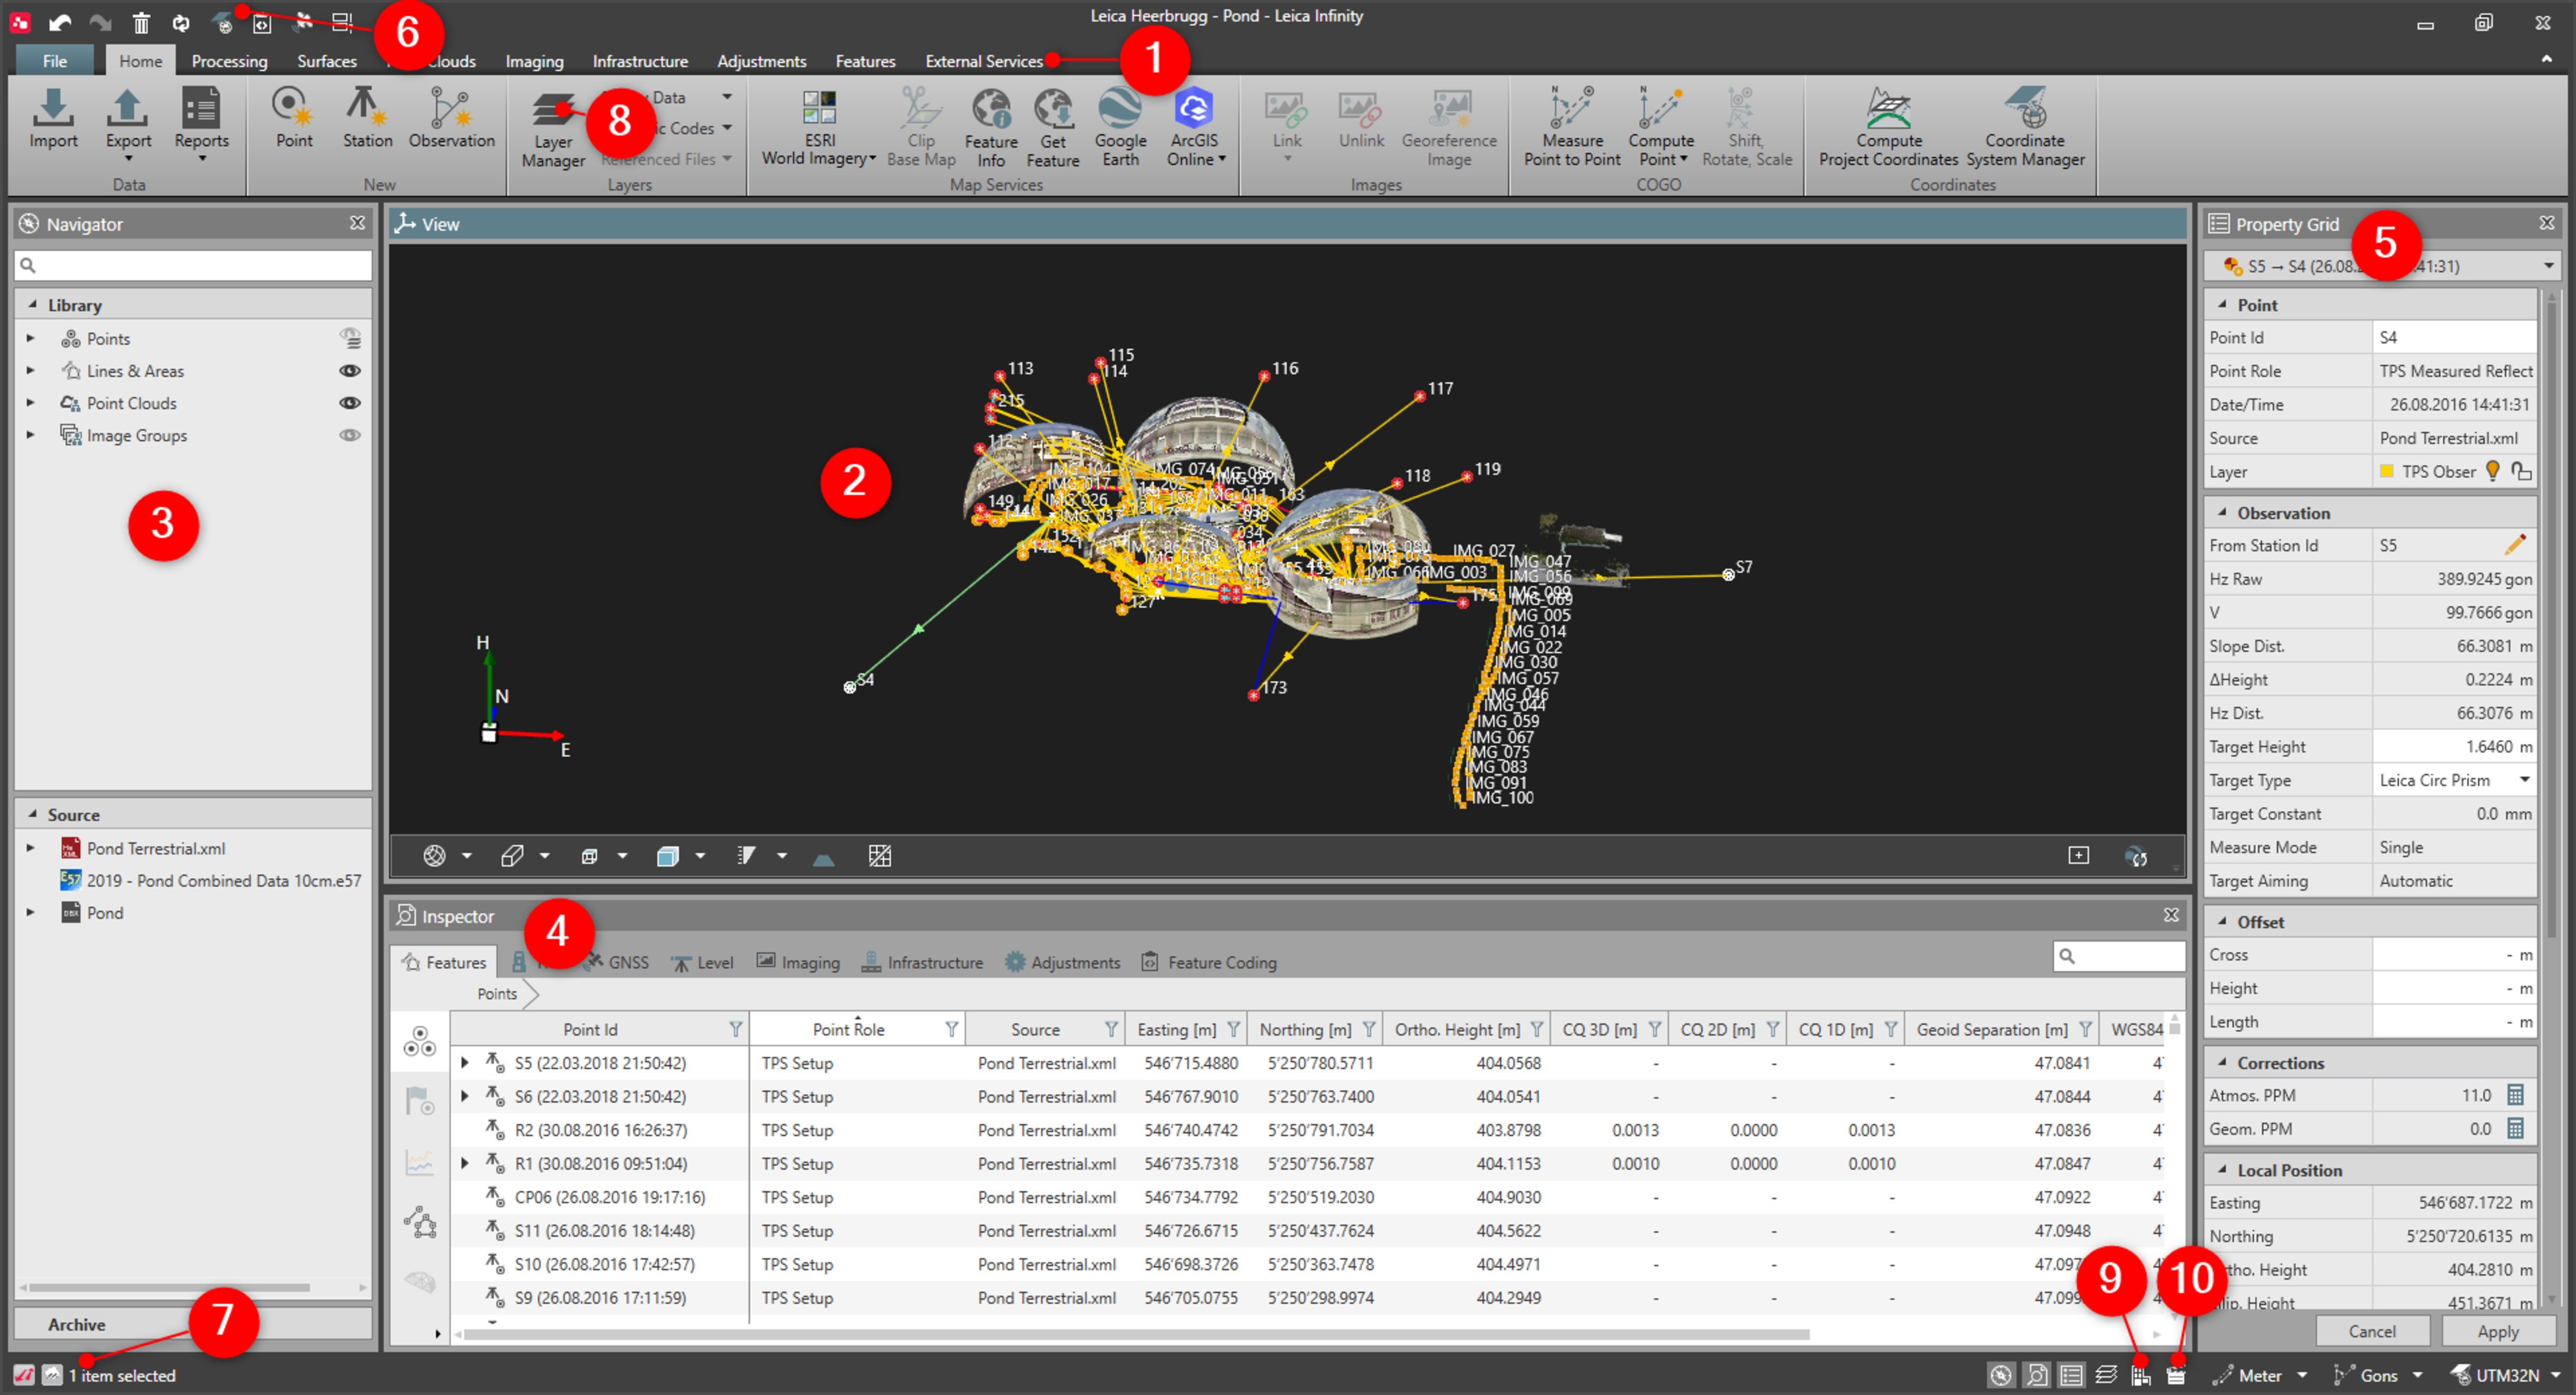 Leica Heerbrugg - Pond - Leica Infinity
6
1
File Home Processing Surfaces Clouds Imaging Infrastructure Adjustments Features External Services
Import Export Reports
Data
Point Station Observation
New
Layer Manager
8
Data
Codes
Referenced Files
Layers
ESRI World Imagery
Clip Base Map
Feature Info
Get Feature
Google Earth
ArcGIS Online
Map Services
Link Unlink Georeference Image
Images
Measure Point to Point
Compute Point
Shift, Rotate, Scale
COGO
Compute Project Coordinates
Coordinate System Manager
Coordinates
Navigator
Library
Points
Lines & Areas
Point Clouds
Image Groups
3
Source
Pond Terrestrial.xml
2019 - Pond Combined Data 10cm.e57
Pond
Archive
7
1 item selected
View
2
113
115
114
116
117
215
118
119
149
IMG_104
IMG_017
IMG_026
IMG_074
IMG_011
163
152
127
S4
173
S7
IMG_027
IMG_003
IMG_047
IMG_056
IMG_005
IMG_014
IMG_022
IMG_030
IMG_057
IMG_046
IMG_044
IMG_059
IMG_067
IMG_075
IMG_083
IMG_091
IMG_100
H
N
E
Inspector
4
Features GNSS Level Imaging Infrastructure Adjustments Feature Coding
Points
Point Id Point Role Source Easting [m] Northing [m] Ortho. Height [m] CQ 3D [m] CQ 2D [m] CQ 1D [m] Geoid Separation [m] WGS84
S5 (22.03.2018 21:50:42) TPS Setup Pond Terrestrial.xml 546'715.4880 5'250'780.5711 404.0568 - - - 47.0841
S6 (22.03.2018 21:50:42) TPS Setup Pond Terrestrial.xml 546'767.9010 5'250'763.7400 404.0541 - - - 47.0844
R2 (30.08.2016 16:26:37) TPS Setup Pond Terrestrial.xml 546'740.4742 5'250'791.7034 403.8798 0.0013 0.0000 0.0013 47.0836
R1 (30.08.2016 09:51:04) TPS Setup Pond Terrestrial.xml 546'735.7318 5'250'756.7587 404.1153 0.0010 0.0000 0.0010 47.0847
CP06 (26.08.2016 19:17:16) TPS Setup Pond Terrestrial.xml 546'734.7792 5'250'519.2030 404.9030 - - - 47.0922
S11 (26.08.2016 18:14:48) TPS Setup Pond Terrestrial.xml 546'726.6715 5'250'437.7624 404.5622 - - - 47.0948
S10 (26.08.2016 17:42:57) TPS Setup Pond Terrestrial.xml 546'698.3726 5'250'363.7478 404.4971 - - - 47.097
S9 (26.08.2016 17:11:59) TPS Setup Pond Terrestrial.xml 546'705.0755 5'250'298.9974 404.2949 - - - 47.099
9
10
Property Grid
5
S5 → S4 (26.08. 41:31)
Point
Point Id S4
Point Role TPS Measured Reflect
Date/Time 26.08.2016 14:41:31
Source Pond Terrestrial.xml
Layer TPS Obser
Observation
From Station Id S5
Hz Raw 389.9245 gon
V 99.7666 gon
Slope Dist. 66.3081 m
ΔHeight 0.2224 m
Hz Dist. 66.3076 m
Target Height 1.6460 m
Target Type Leica Circ Prism
Target Constant 0.0 mm
Measure Mode Single
Target Aiming Automatic
Offset
Cross - m
Height - m
Length - m
Corrections
Atmos. PPM 11.0
Geom. PPM 0.0
Local Position
Easting 546'687.1722 m
Northing 5'250'720.6135 m
Ortho. Height 404.2810 m
Ellip. Height 451.3671 m
Cancel Apply
Meter Gons UTM32N